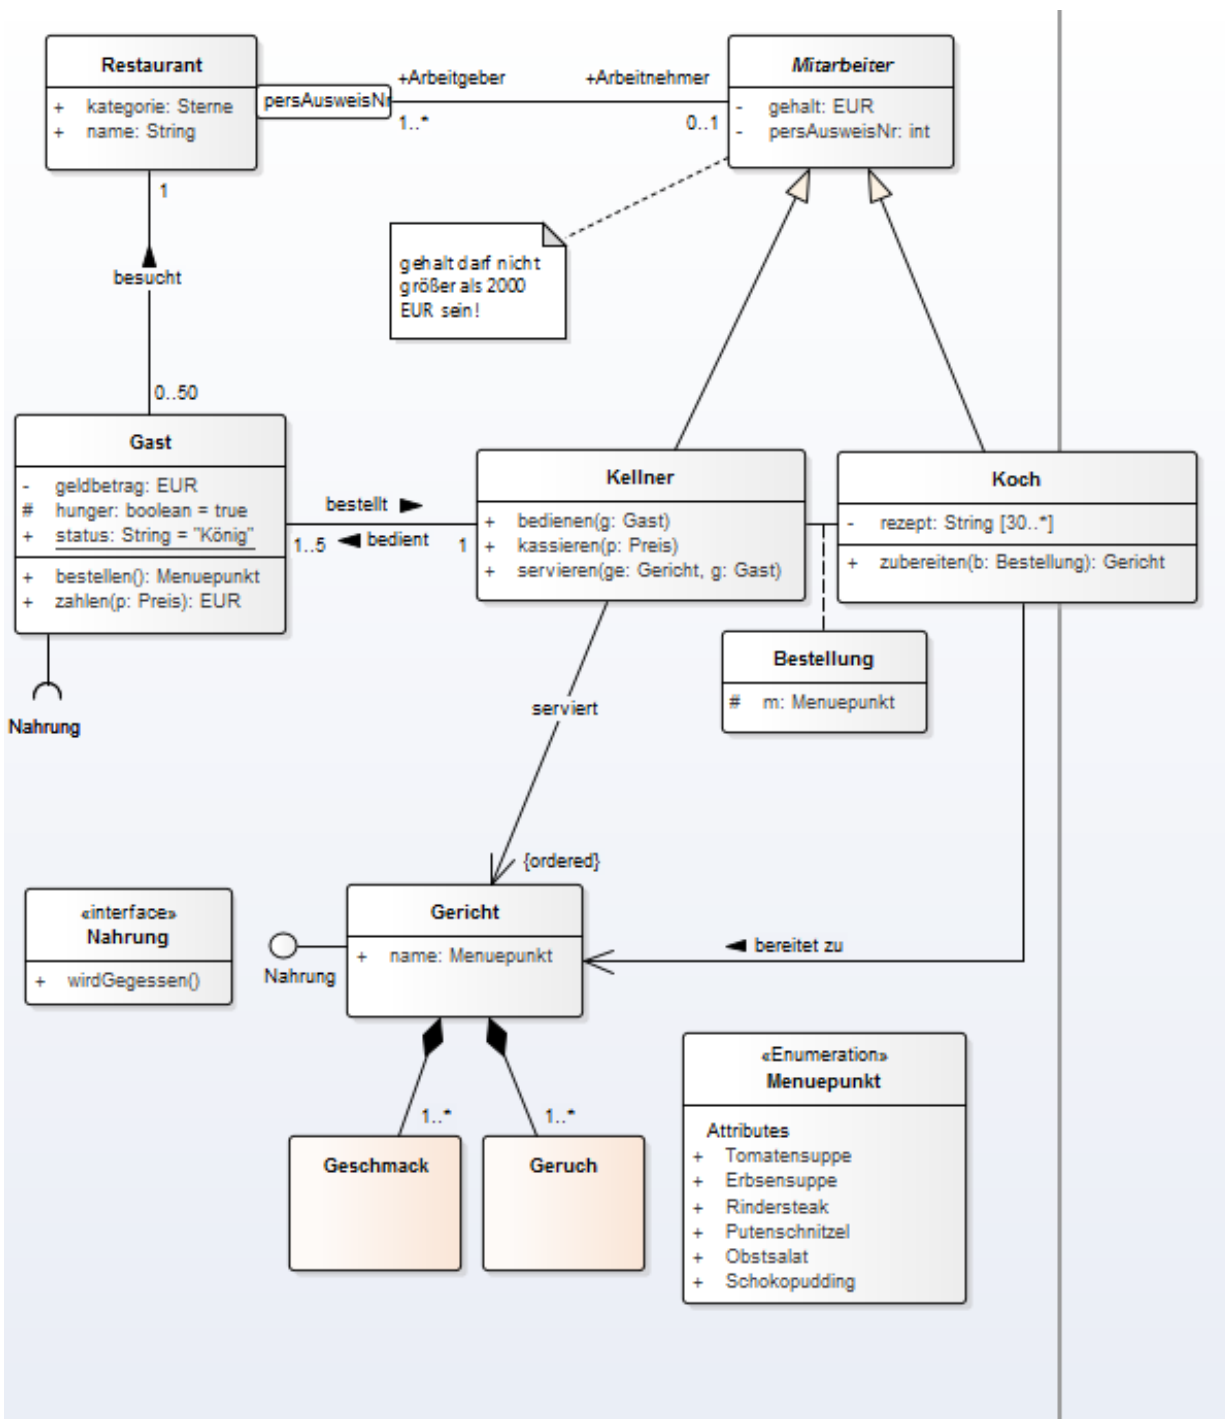 Restaurant
+ kategorie: Sterne
+ name: String
persAusweisNr
+Arbeitgeber
1..*
+Arbeitnehmer
0..1
Mitarbeiter
- gehalt: EUR
- persAusweisNr: int
1
besucht
0..50
gehalt darf nicht
größer als 2000
EUR sein!
Gast
- geldbetrag: EUR
# hunger: boolean = true
+ status: String = "König"
+ bestellen(): Menuepunkt
+ zahlen(p: Preis): EUR
Nahrung
bestellt
bedient
1..5
1
Kellner
+ bedienen(g: Gast)
+ kassieren(p: Preis)
+ servieren(ge: Gericht, g: Gast)
Koch
- rezept: String [30..*]
+ zubereiten(b: Bestellung): Gericht
Bestellung
# m: Menuepunkt
serviert
{ordered}
«interface»
Nahrung
+ wirdGegessen()
Nahrung
Gericht
+ name: Menuepunkt
bereitet zu
1..*
1..*
Geschmack
Geruch
«Enumeration»
Menuepunkt
Attributes
+ Tomatensuppe
+ Erbsensuppe
+ Rindersteak
+ Putenschnitzel
+ Obstsalat
+ Schokopudding